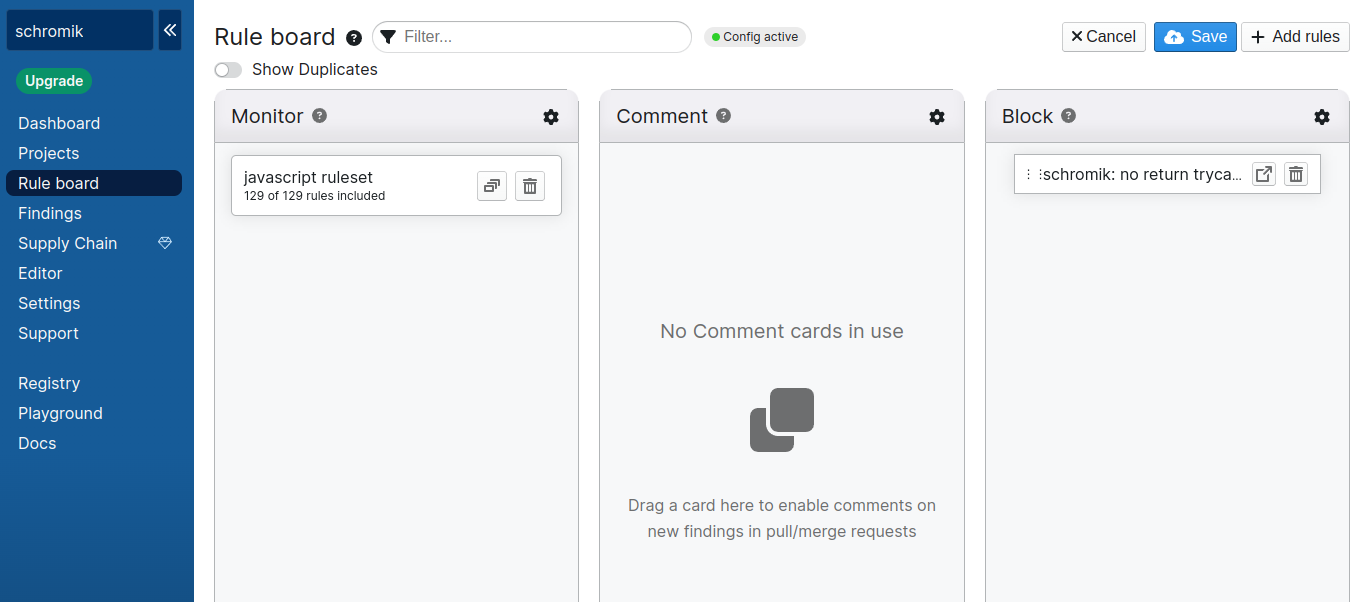 schromik
Upgrade
Dashboard
Projects
Rule board
Findings
Supply Chain
Editor
Settings
Support
Registry
Playground
Docs
Rule board ?
Filter...
Config active
Cancel
Save
Add rules
Show Duplicates
Monitor ?
javascript ruleset
129 of 129 rules included
Comment ?
No Comment cards in use
Drag a card here to enable comments on
new findings in pull/merge requests
Block ?
schromik: no return tryca...